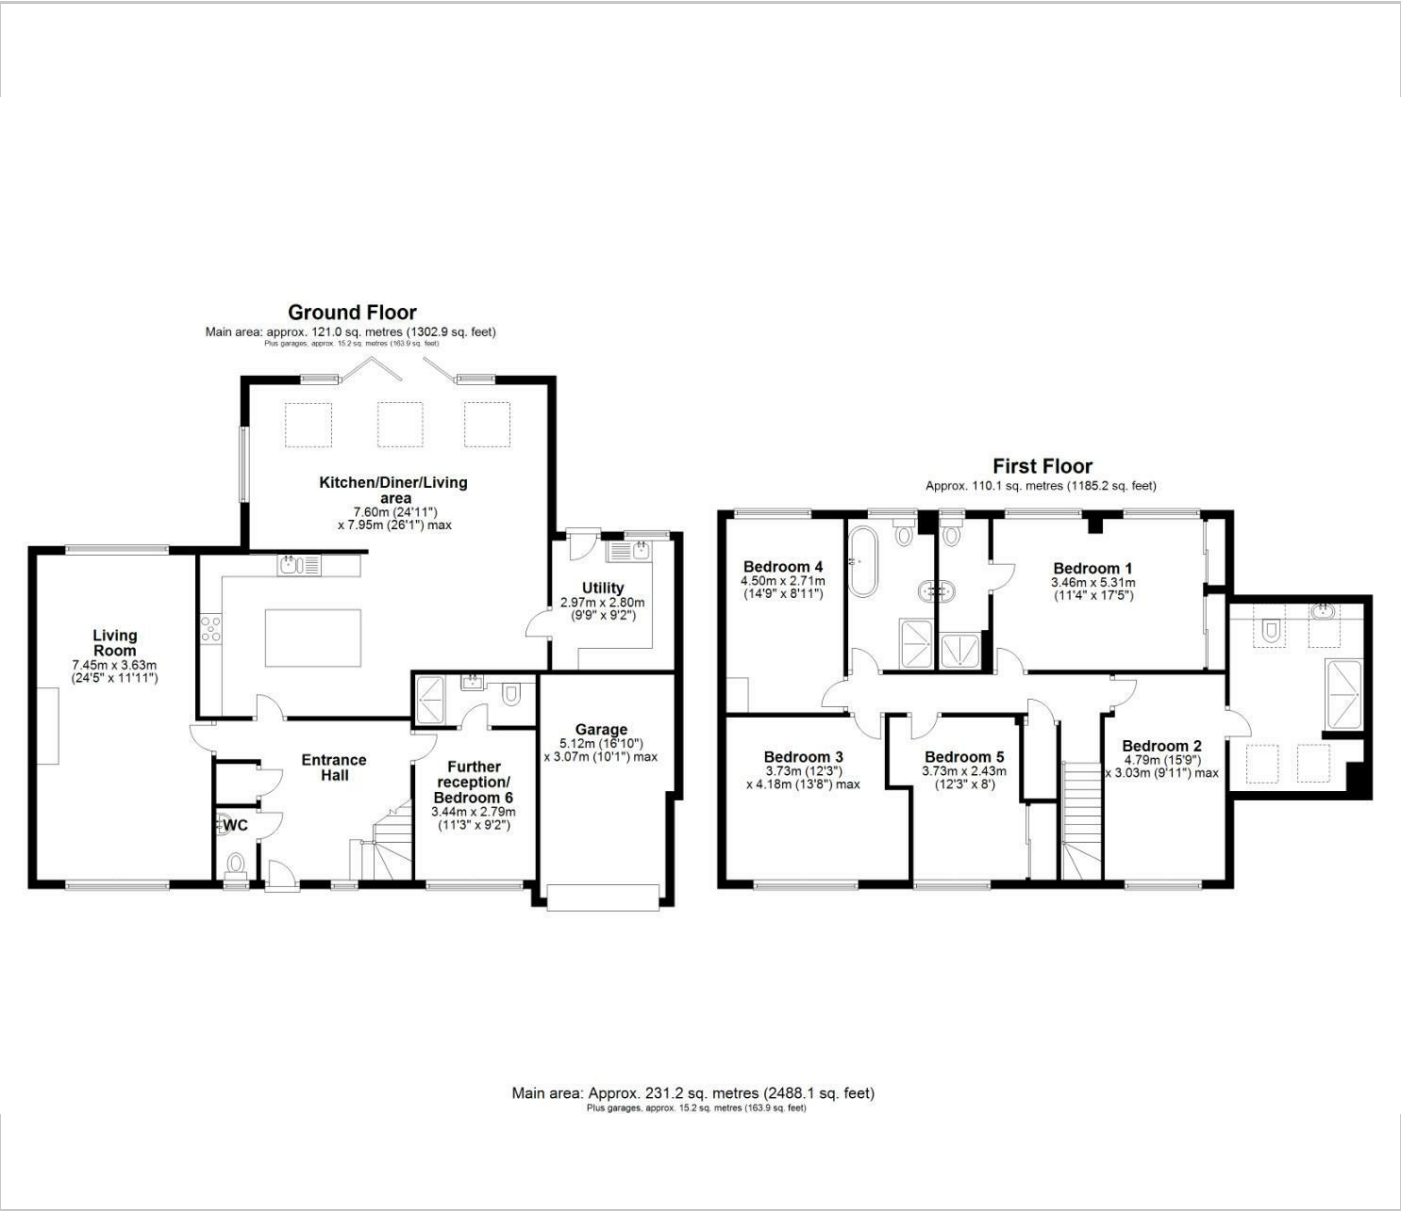 Ground Floor
Main area: approx. 121.0 sq. metres (1302.9 sq. feet)
Plus garages, approx. 15.2 sq. metres (163.9 sq. feet)
Kitchen/Diner/Living
area
7.60m (24'11")
x 7.95m (26'1") max
Utility
2.97m x 2.80m
(9'9" x 9'2")
Living
Room
7.45m x 3.63m
(24'5" x 11'11")
Garage
5.12m (16'10")
x 3.07m (10'1") max
Entrance
Hall
Further
reception/
Bedroom 6
3.44m x 2.79m
(11'3" x 9'2")
WC
First Floor
Approx. 110.1 sq. metres (1185.2 sq. feet)
Bedroom 4
4.50m x 2.71m
(14'9" x 8'11")
Bedroom 1
3.46m x 5.31m
(11'4" x 17'5")
Bedroom 3
3.73m (12'3")
x 4.18m (13'8") max
Bedroom 5
3.73m x 2.43m
(12'3" x 8')
Bedroom 2
4.79m (15'9")
x 3.03m (9'11") max
Main area: Approx. 231.2 sq. metres (2488.1 sq. feet)
Plus garages, approx. 15.2 sq. metres (163.9 sq. feet)